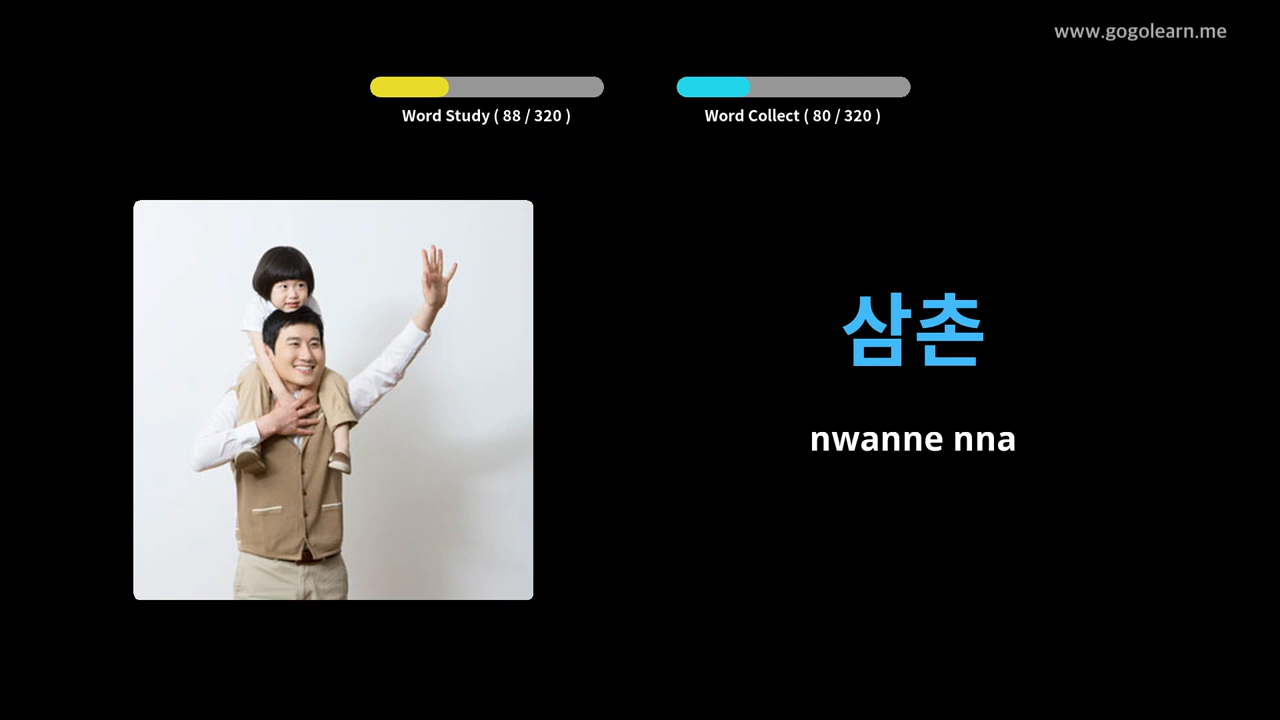 www.gogolearn.me
Word Study ( 88 / 320 )
Word Collect ( 80 / 320 )
삼촌
nwanne nna